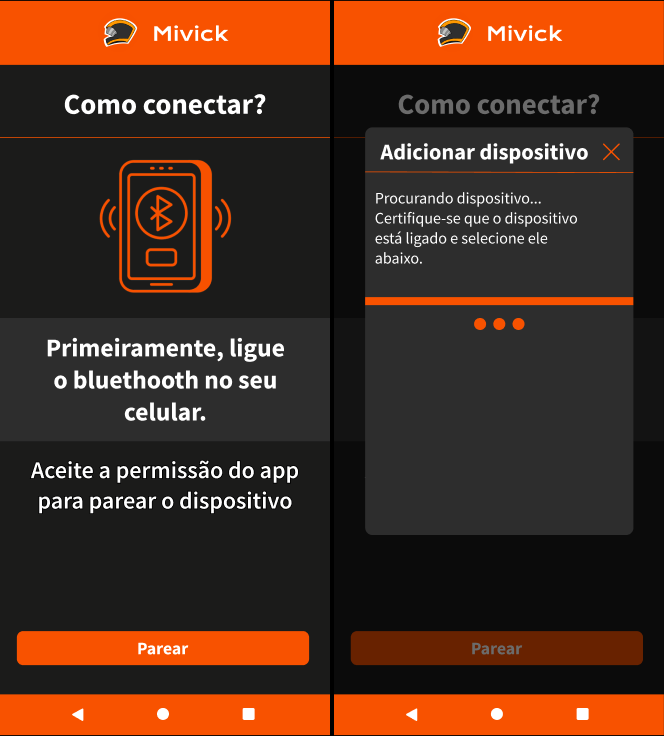 Mivick
Como conectar?
Primeiramente, ligue
o bluethooth no seu
celular.
Aceite a permissão do app
para parear o dispositivo
Parear
Mivick
Como conectar?
Adicionar dispositivo
Procurando dispositivo...
Certifique-se que o dispositivo
está ligado e selecione ele
abaixo.
Parear